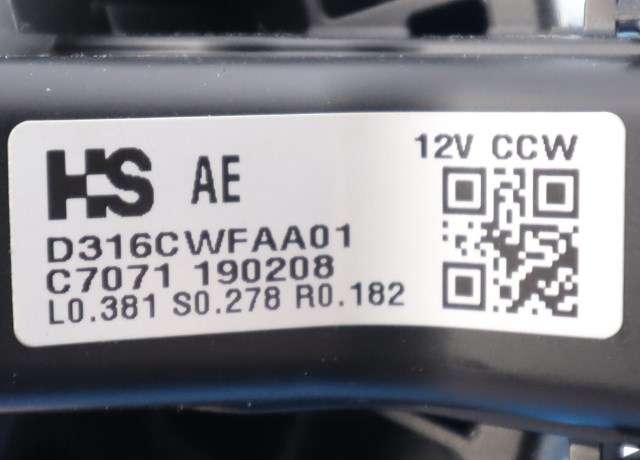 HS AE
12V CCW
D316CWFAA01
C7071 190208
L0.381 S0.278 R0.182